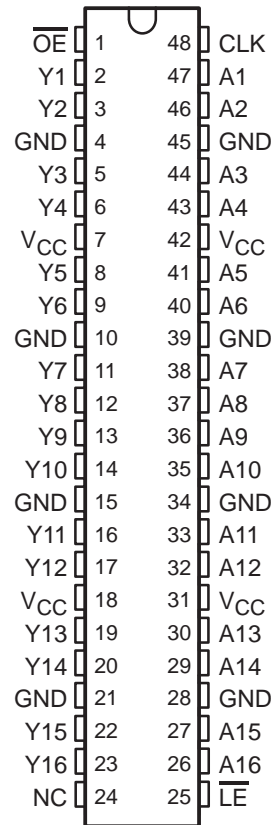 OE 1 48 CLK
Y1 2 47 A1
Y2 3 46 A2
GND 4 45 GND
Y3 5 44 A3
Y4 6 43 A4
VCC 7 42 VCC
Y5 8 41 A5
Y6 9 40 A6
GND 10 39 GND
Y7 11 38 A7
Y8 12 37 A8
Y9 13 36 A9
Y10 14 35 A10
GND 15 34 GND
Y11 16 33 A11
Y12 17 32 A12
VCC 18 31 VCC
Y13 19 30 A13
Y14 20 29 A14
GND 21 28 GND
Y15 22 27 A15
Y16 23 26 A16
NC 24 25 LE